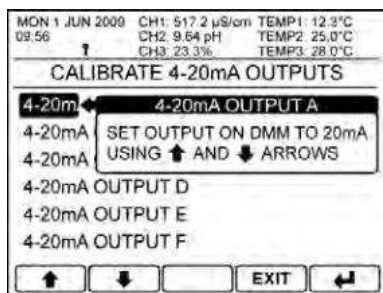 MON 1 JUN 2009 CH1: 517.2 µS/cm TEMP1: 12.3°C
09:56 CH2: 9.64 pH TEMP2: 25.0°C
? CH3: 23.3% TEMP3: 28.0°C
CALIBRATE 4-20mA OUTPUTS
4-20m 4-20mA OUTPUT A
4-20mA SET OUTPUT ON DMM TO 20mA
4-20mA USING ↑ AND ↓ ARROWS
4-20mA OUTPUT D
4-20mA OUTPUT E
4-20mA OUTPUT F
↑ ↓ EXIT ↵